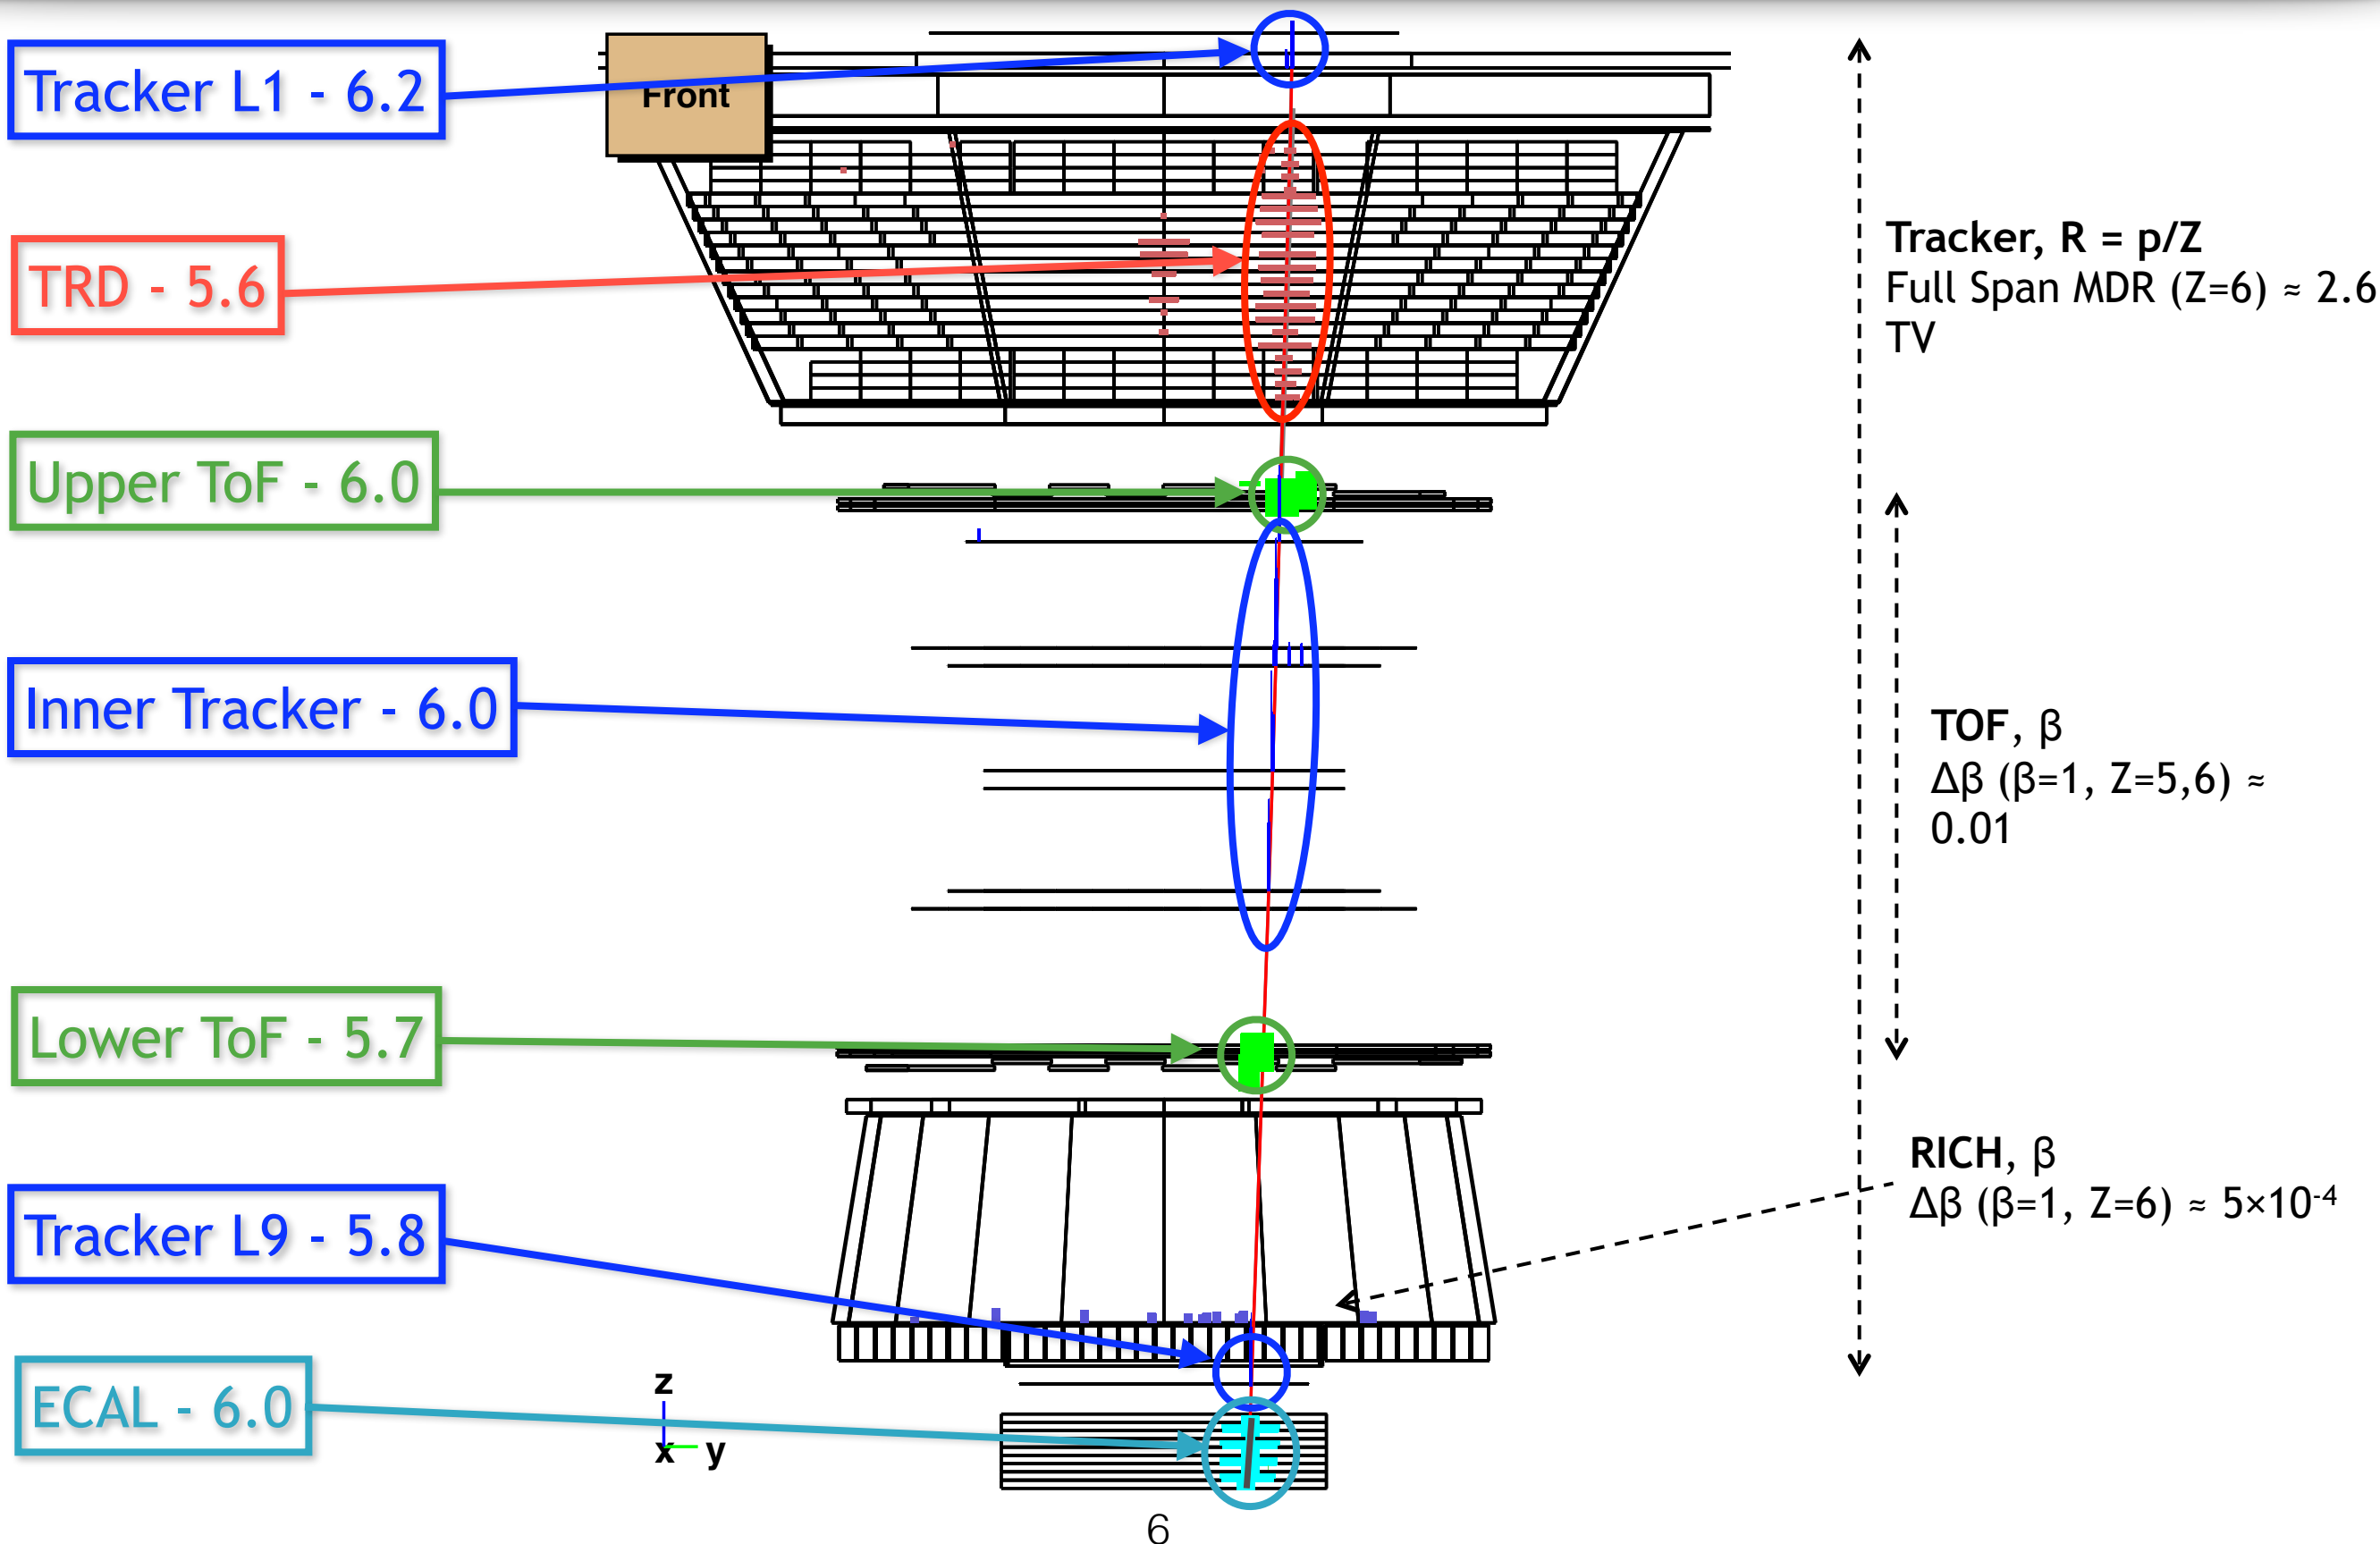 Tracker L1 - 6.2
Front
TRD - 5.6
Tracker, R = p/Z
Full Span MDR (Z=6) ≈ 2.6
TV
Upper ToF - 6.0
Inner Tracker - 6.0
TOF, β
Δβ (β=1, Z=5,6) ≈
0.01
Lower ToF - 5.7
RICH, β
Δβ (β=1, Z=6) ≈ 5×10⁻⁴
Tracker L9 - 5.8
ECAL - 6.0
z
x y
6